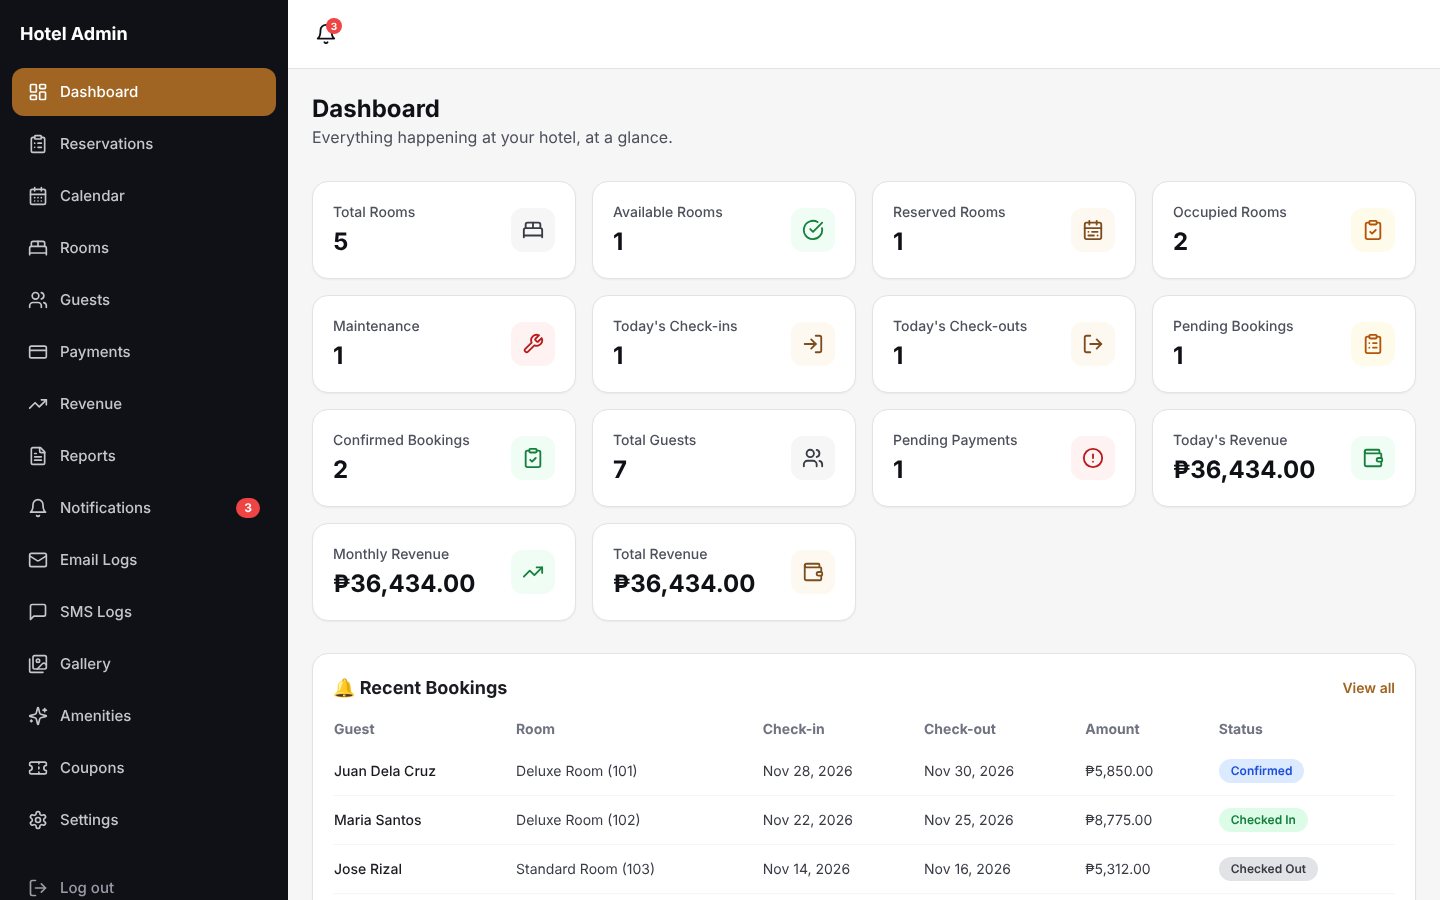 Hotel Admin
3
Dashboard
Reservations
Calendar
Rooms
Guests
Payments
Revenue
Reports
Notifications 3
Email Logs
SMS Logs
Gallery
Amenities
Coupons
Settings
Log out
Dashboard
Everything happening at your hotel, at a glance.
Total Rooms
5
Available Rooms
1
Reserved Rooms
1
Occupied Rooms
2
Maintenance
1
Today's Check-ins
1
Today's Check-outs
1
Pending Bookings
1
Confirmed Bookings
2
Total Guests
7
Pending Payments
1
Today's Revenue
₱36,434.00
Monthly Revenue
₱36,434.00
Total Revenue
₱36,434.00
🔔 Recent Bookings View all
Guest Room Check-in Check-out Amount Status
Juan Dela Cruz Deluxe Room (101) Nov 28, 2026 Nov 30, 2026 ₱5,850.00 Confirmed
Maria Santos Deluxe Room (102) Nov 22, 2026 Nov 25, 2026 ₱8,775.00 Checked In
Jose Rizal Standard Room (103) Nov 14, 2026 Nov 16, 2026 ₱5,312.00 Checked Out